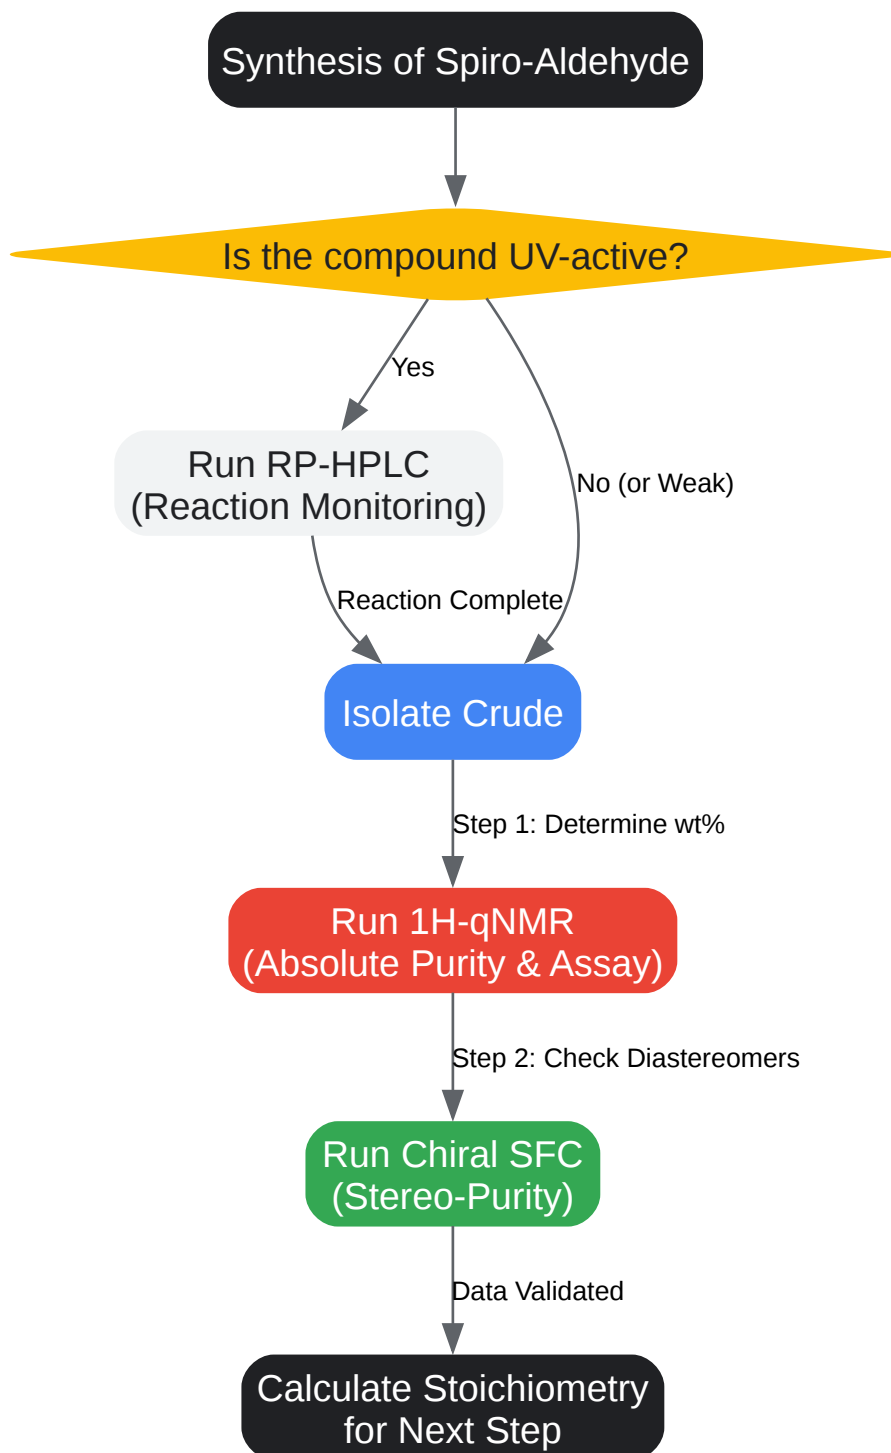 Synthesis of Spiro-Aldehyde
Is the compound UV-active?
Yes
Run RP-HPLC
(Reaction Monitoring)
No (or Weak)
Reaction Complete
Isolate Crude
Step 1: Determine wt%
Run 1H-qNMR
(Absolute Purity & Assay)
Step 2: Check Diastereomers
Run Chiral SFC
(Stereo-Purity)
Data Validated
Calculate Stoichiometry
for Next Step